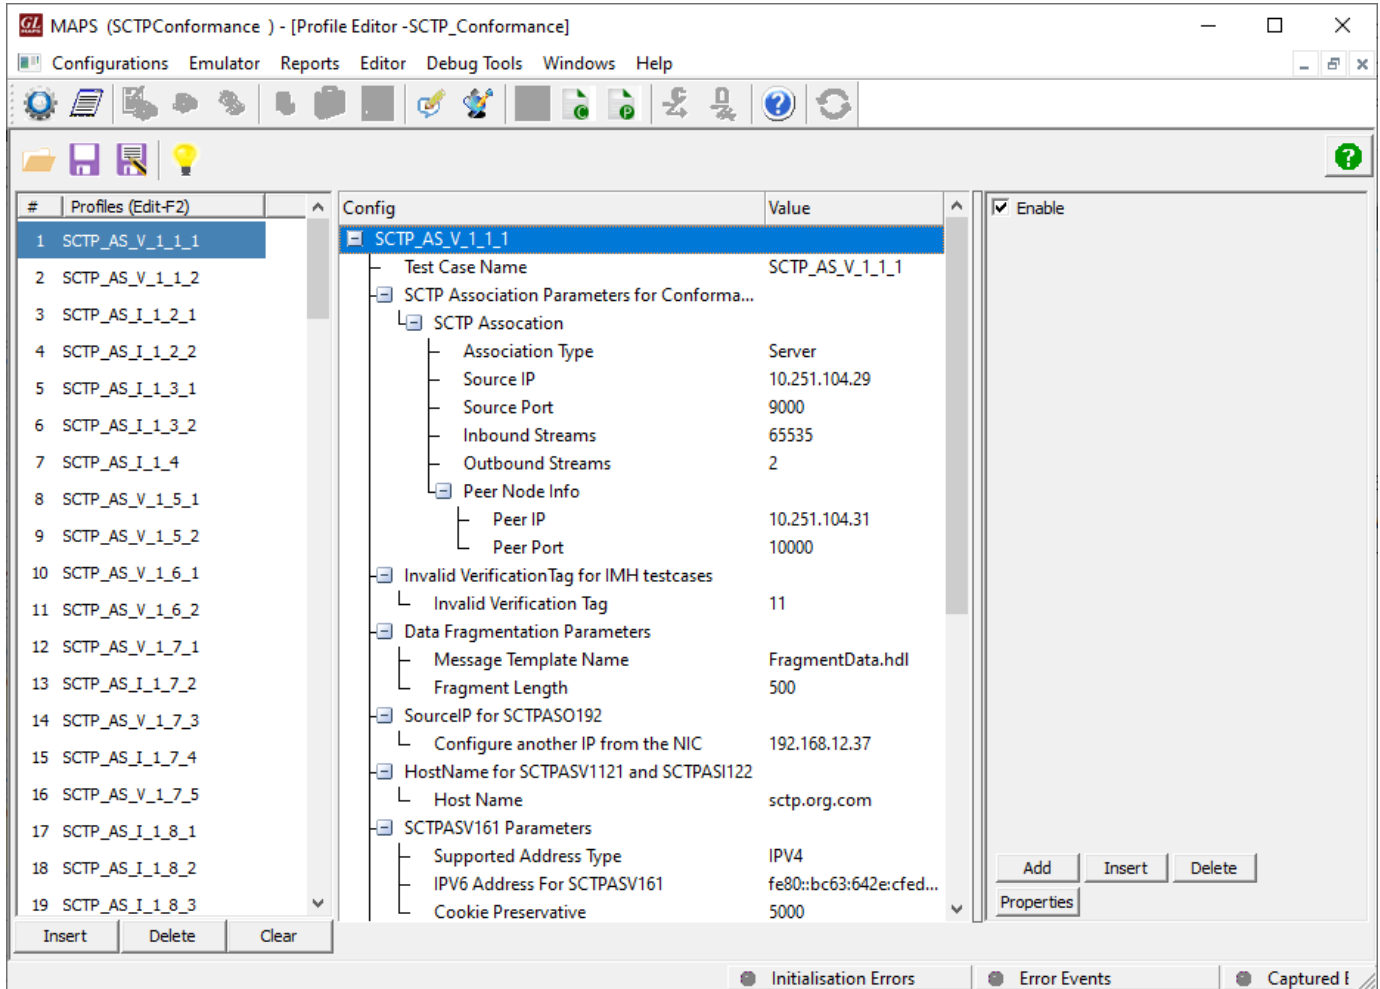 GL MAPS MAPS (SCTPConformance ) - [Profile Editor -SCTP_Conformance]
Configurations Emulator Reports Editor Debug Tools Windows Help
# Profiles (Edit-F2)
1 SCTP_AS_V_1_1_1
2 SCTP_AS_V_1_1_2
3 SCTP_AS_I_1_2_1
4 SCTP_AS_I_1_2_2
5 SCTP_AS_I_1_3_1
6 SCTP_AS_I_1_3_2
7 SCTP_AS_I_1_4
8 SCTP_AS_V_1_5_1
9 SCTP_AS_V_1_5_2
10 SCTP_AS_V_1_6_1
11 SCTP_AS_V_1_6_2
12 SCTP_AS_V_1_7_1
13 SCTP_AS_I_1_7_2
14 SCTP_AS_V_1_7_3
15 SCTP_AS_I_1_7_4
16 SCTP_AS_V_1_7_5
17 SCTP_AS_I_1_8_1
18 SCTP_AS_I_1_8_2
19 SCTP_AS_I_1_8_3
Insert Delete Clear
Config Value
SCTP_AS_V_1_1_1
Test Case Name SCTP_AS_V_1_1_1
SCTP Association Parameters for Conforma...
SCTP Assocation
Association Type Server
Source IP 10.251.104.29
Source Port 9000
Inbound Streams 65535
Outbound Streams 2
Peer Node Info
Peer IP 10.251.104.31
Peer Port 10000
Invalid VerificationTag for IMH testcases
Invalid Verification Tag 11
Data Fragmentation Parameters
Message Template Name FragmentData.hdl
Fragment Length 500
SourceIP for SCTPASO192
Configure another IP from the NIC 192.168.12.37
HostName for SCTPASV1121 and SCTPASI122
Host Name sctp.org.com
SCTPASV161 Parameters
Supported Address Type IPV4
IPV6 Address For SCTPASV161 fe80::bc63:642e:cfed...
Cookie Preservative 5000
Enable
Add Insert Delete
Properties
Initialisation Errors Error Events Captured E